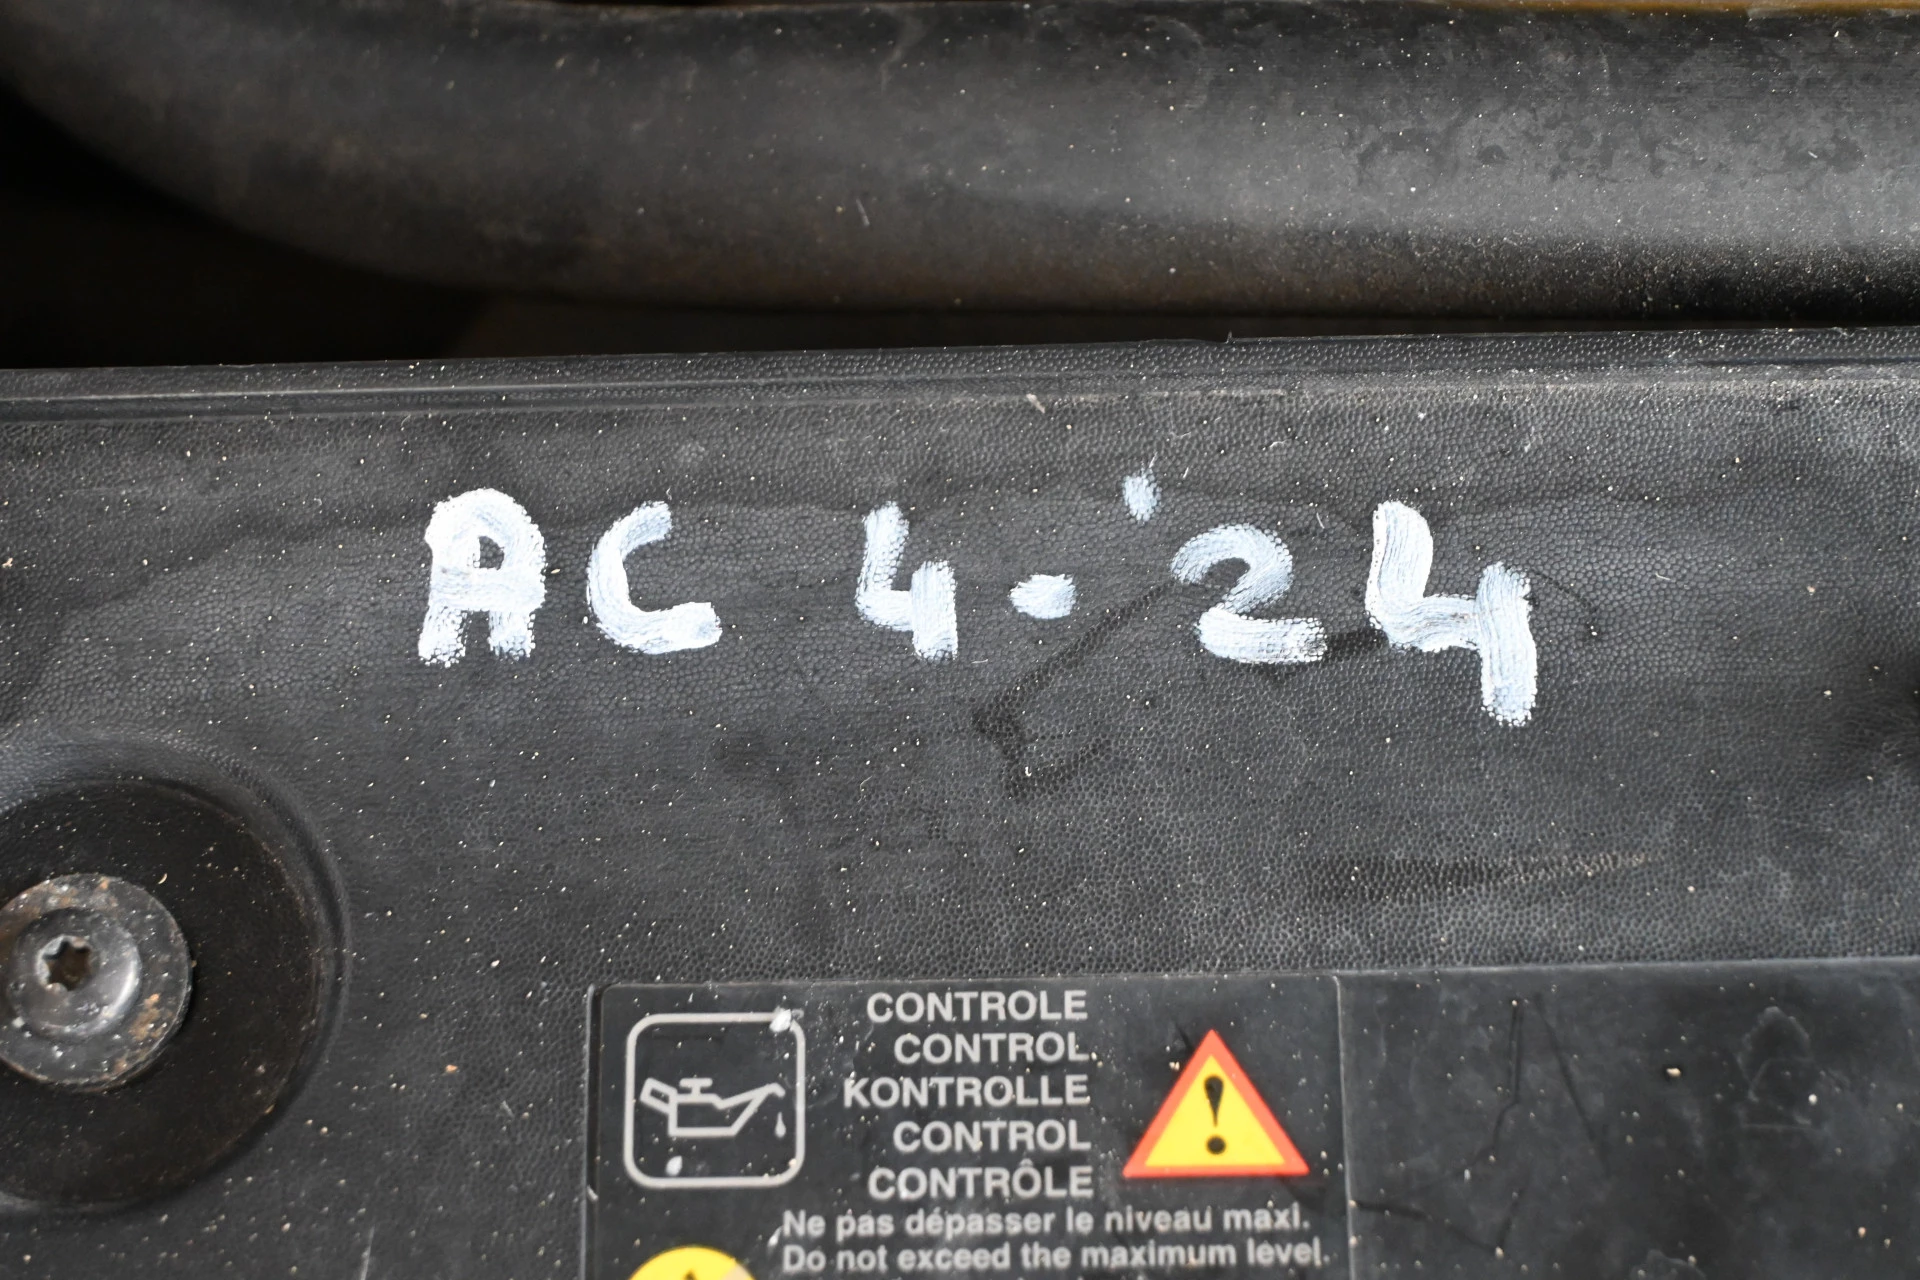 AC 4.24
CONTROLE
CONTROL
KONTROLLE
CONTROL
CONTRÔLE
Ne pas dépasser le niveau maxi.
Do not exceed the maximum level.